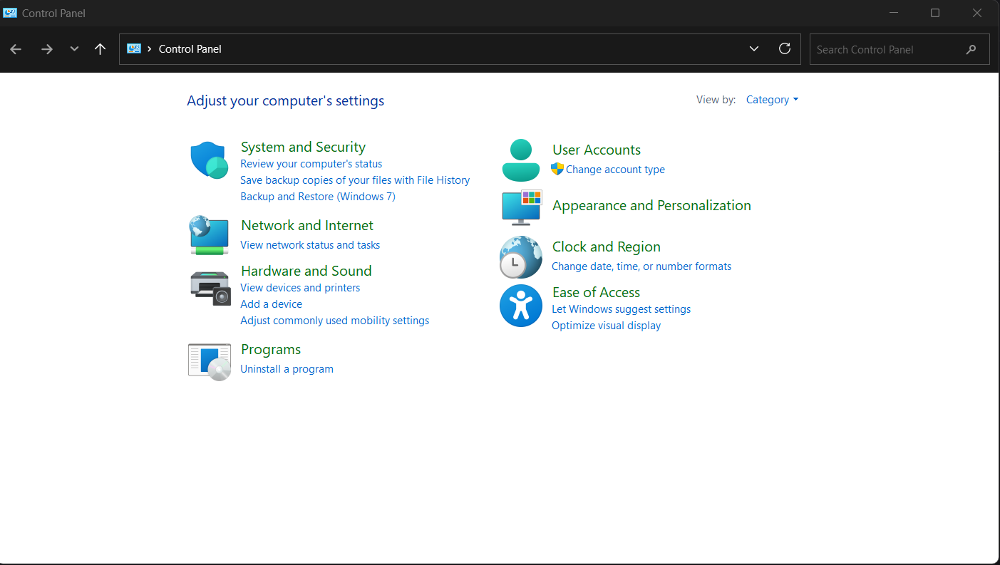 Control Panel
Control Panel
Search Control Panel
Adjust your computer's settings
View by: Category
System and Security
Review your computer's status
Save backup copies of your files with File History
Backup and Restore (Windows 7)
Network and Internet
View network status and tasks
Hardware and Sound
View devices and printers
Add a device
Adjust commonly used mobility settings
Programs
Uninstall a program
User Accounts
Change account type
Appearance and Personalization
Clock and Region
Change date, time, or number formats
Ease of Access
Let Windows suggest settings
Optimize visual display